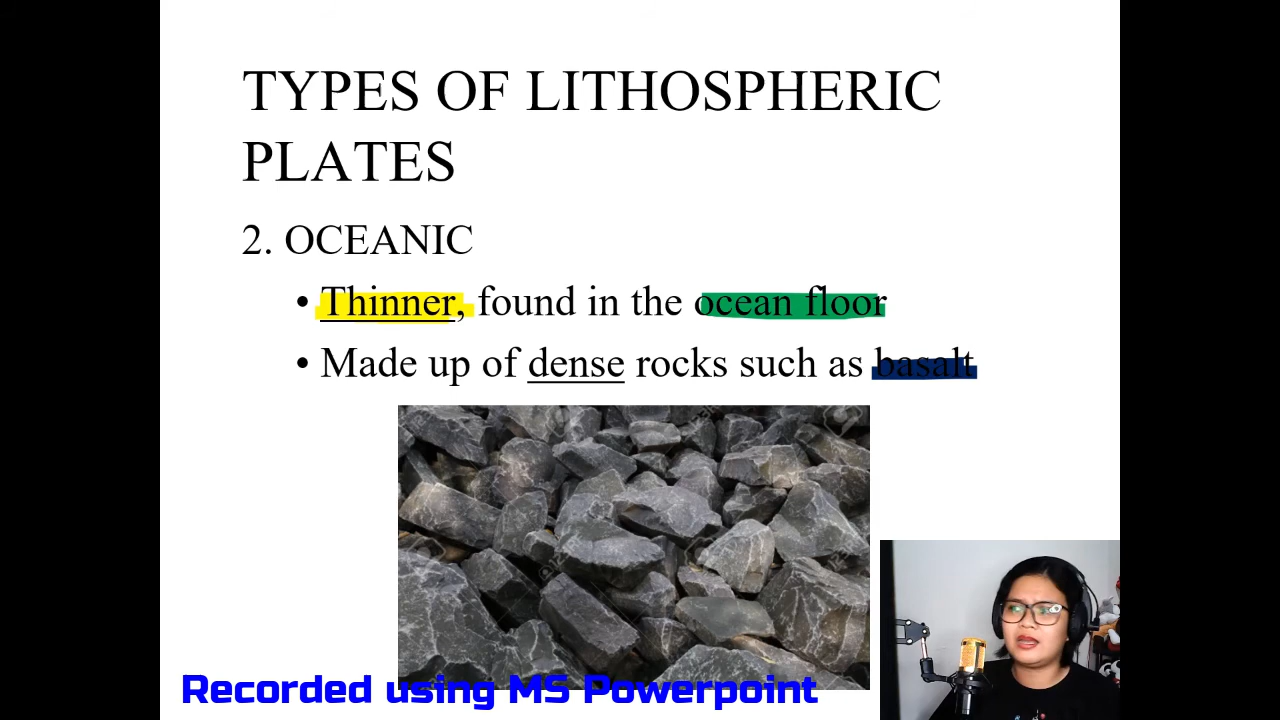 TYPES OF LITHOSPHERIC
PLATES
2. OCEANIC
• Thinner, found in the ocean floor
• Made up of dense rocks such as basalt
Recorded using MS Powerpoint